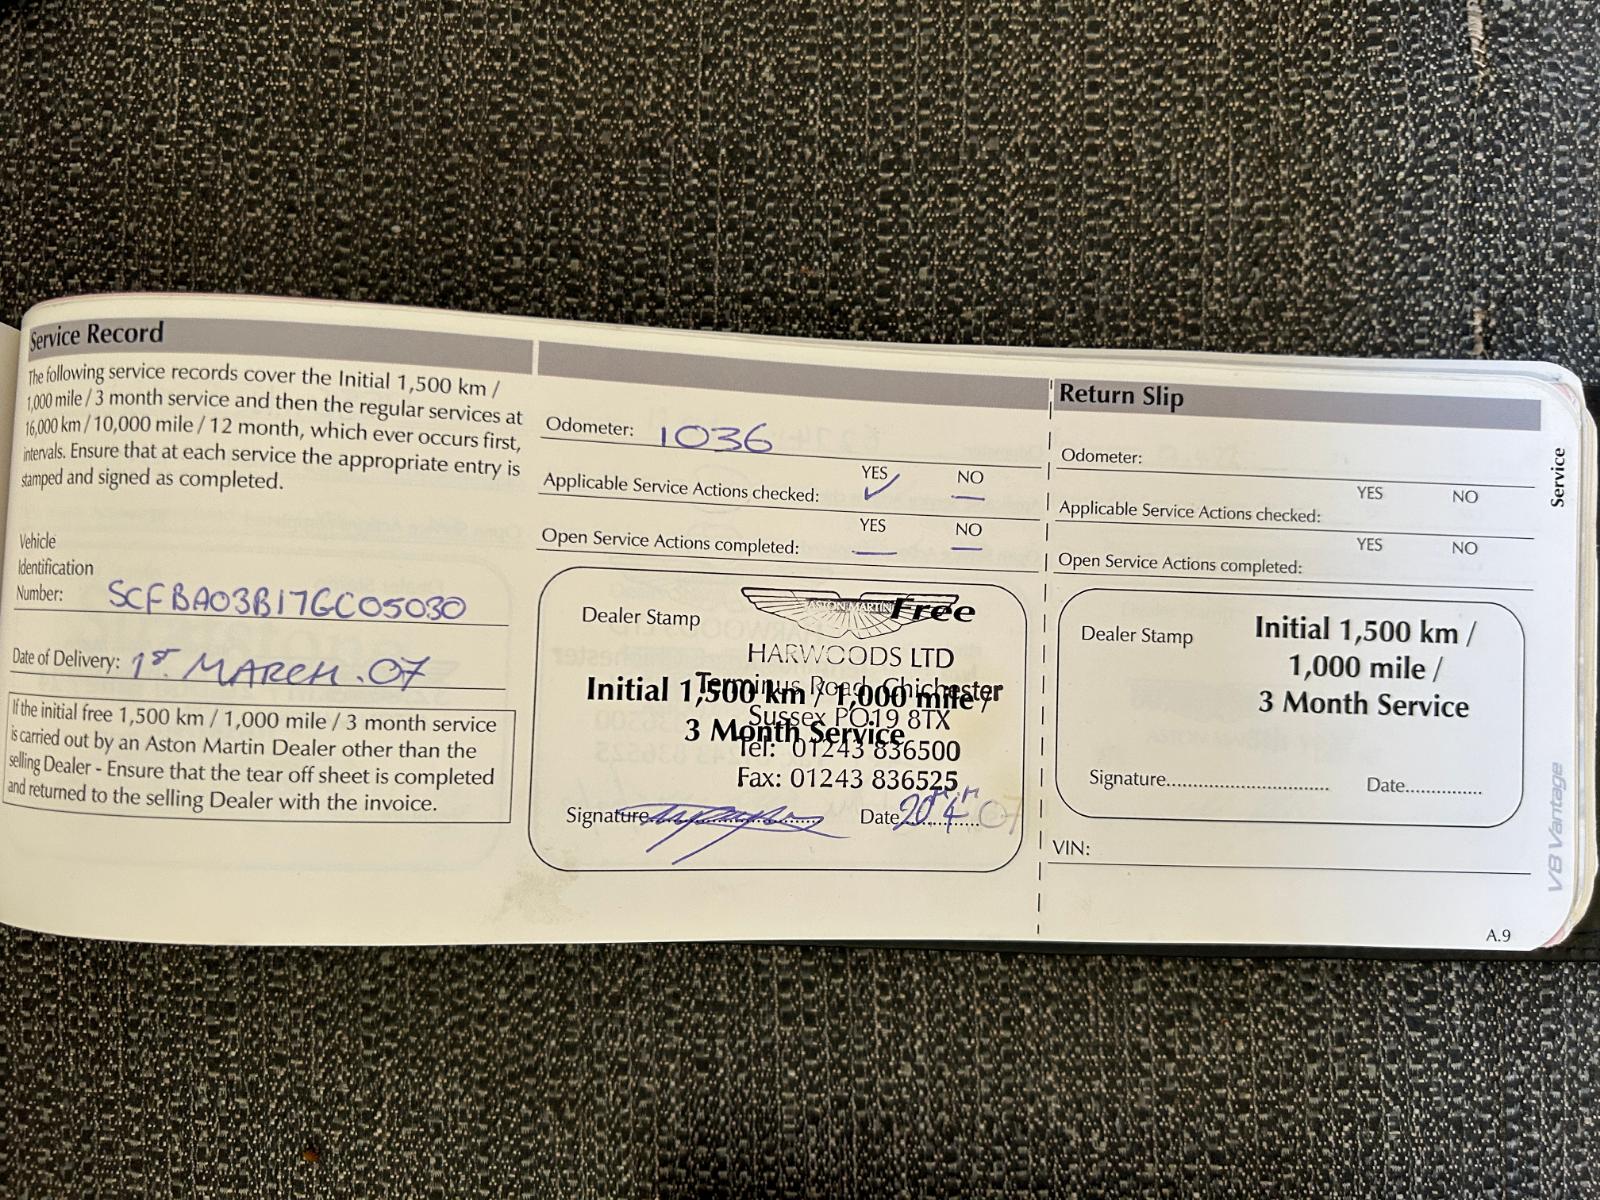 Service Record
The following service records cover the Initial 1,500 km /
1,000 mile / 3 month service and then the regular services at
16,000 km / 10,000 mile / 12 month, which ever occurs first,
intervals. Ensure that at each service the appropriate entry is
stamped and signed as completed.
Vehicle
Identification
Number: SCFBA03B17GC05030
Date of Delivery: 1ST. MARCH .07
If the initial free 1,500 km / 1,000 mile / 3 month service
is carried out by an Aston Martin Dealer other than the
selling Dealer - Ensure that the tear off sheet is completed
and returned to the selling Dealer with the invoice.
Odometer: 1036
YES NO
Applicable Service Actions checked: ✓ —
YES NO
Open Service Actions completed: — —
Dealer Stamp
ASTON MARTIN
Free
HARWOODS LTD
Terminus Road, Chichester
Initial 1,500 km / 1,000 mile /
Sussex PO19 8TX
3 Month Service
Tel: 01243 836500
Fax: 01243 836525
Signature Date 20 4 07
Return Slip
Odometer:
YES NO
Applicable Service Actions checked:
YES NO
Open Service Actions completed:
Dealer Stamp
Initial 1,500 km /
1,000 mile /
3 Month Service
Signature.............................. Date..............
VIN:
Service
V8 Vantage
A.9